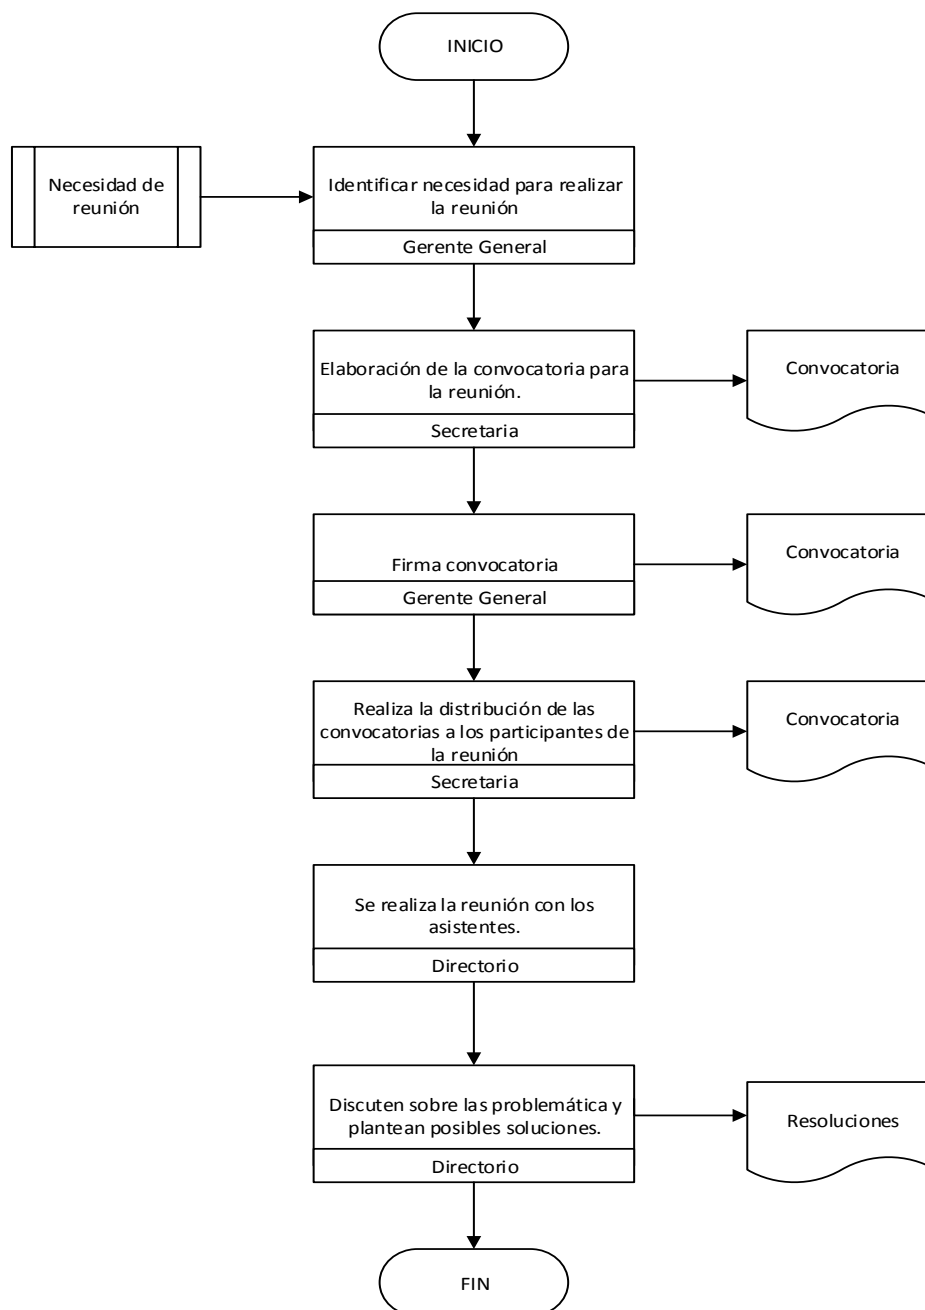 INICIO
Necesidad de
reunión
Identificar necesidad para realizar
la reunión
Gerente General
Elaboración de la convocatoria para
la reunión.
Secretaria
Convocatoria
Firma convocatoria
Gerente General
Convocatoria
Realiza la distribución de las
convocatorias a los participantes de
la reunión
Secretaria
Convocatoria
Se realiza la reunión con los
asistentes.
Directorio
Discuten sobre las problemática y
plantean posibles soluciones.
Directorio
Resoluciones
FIN